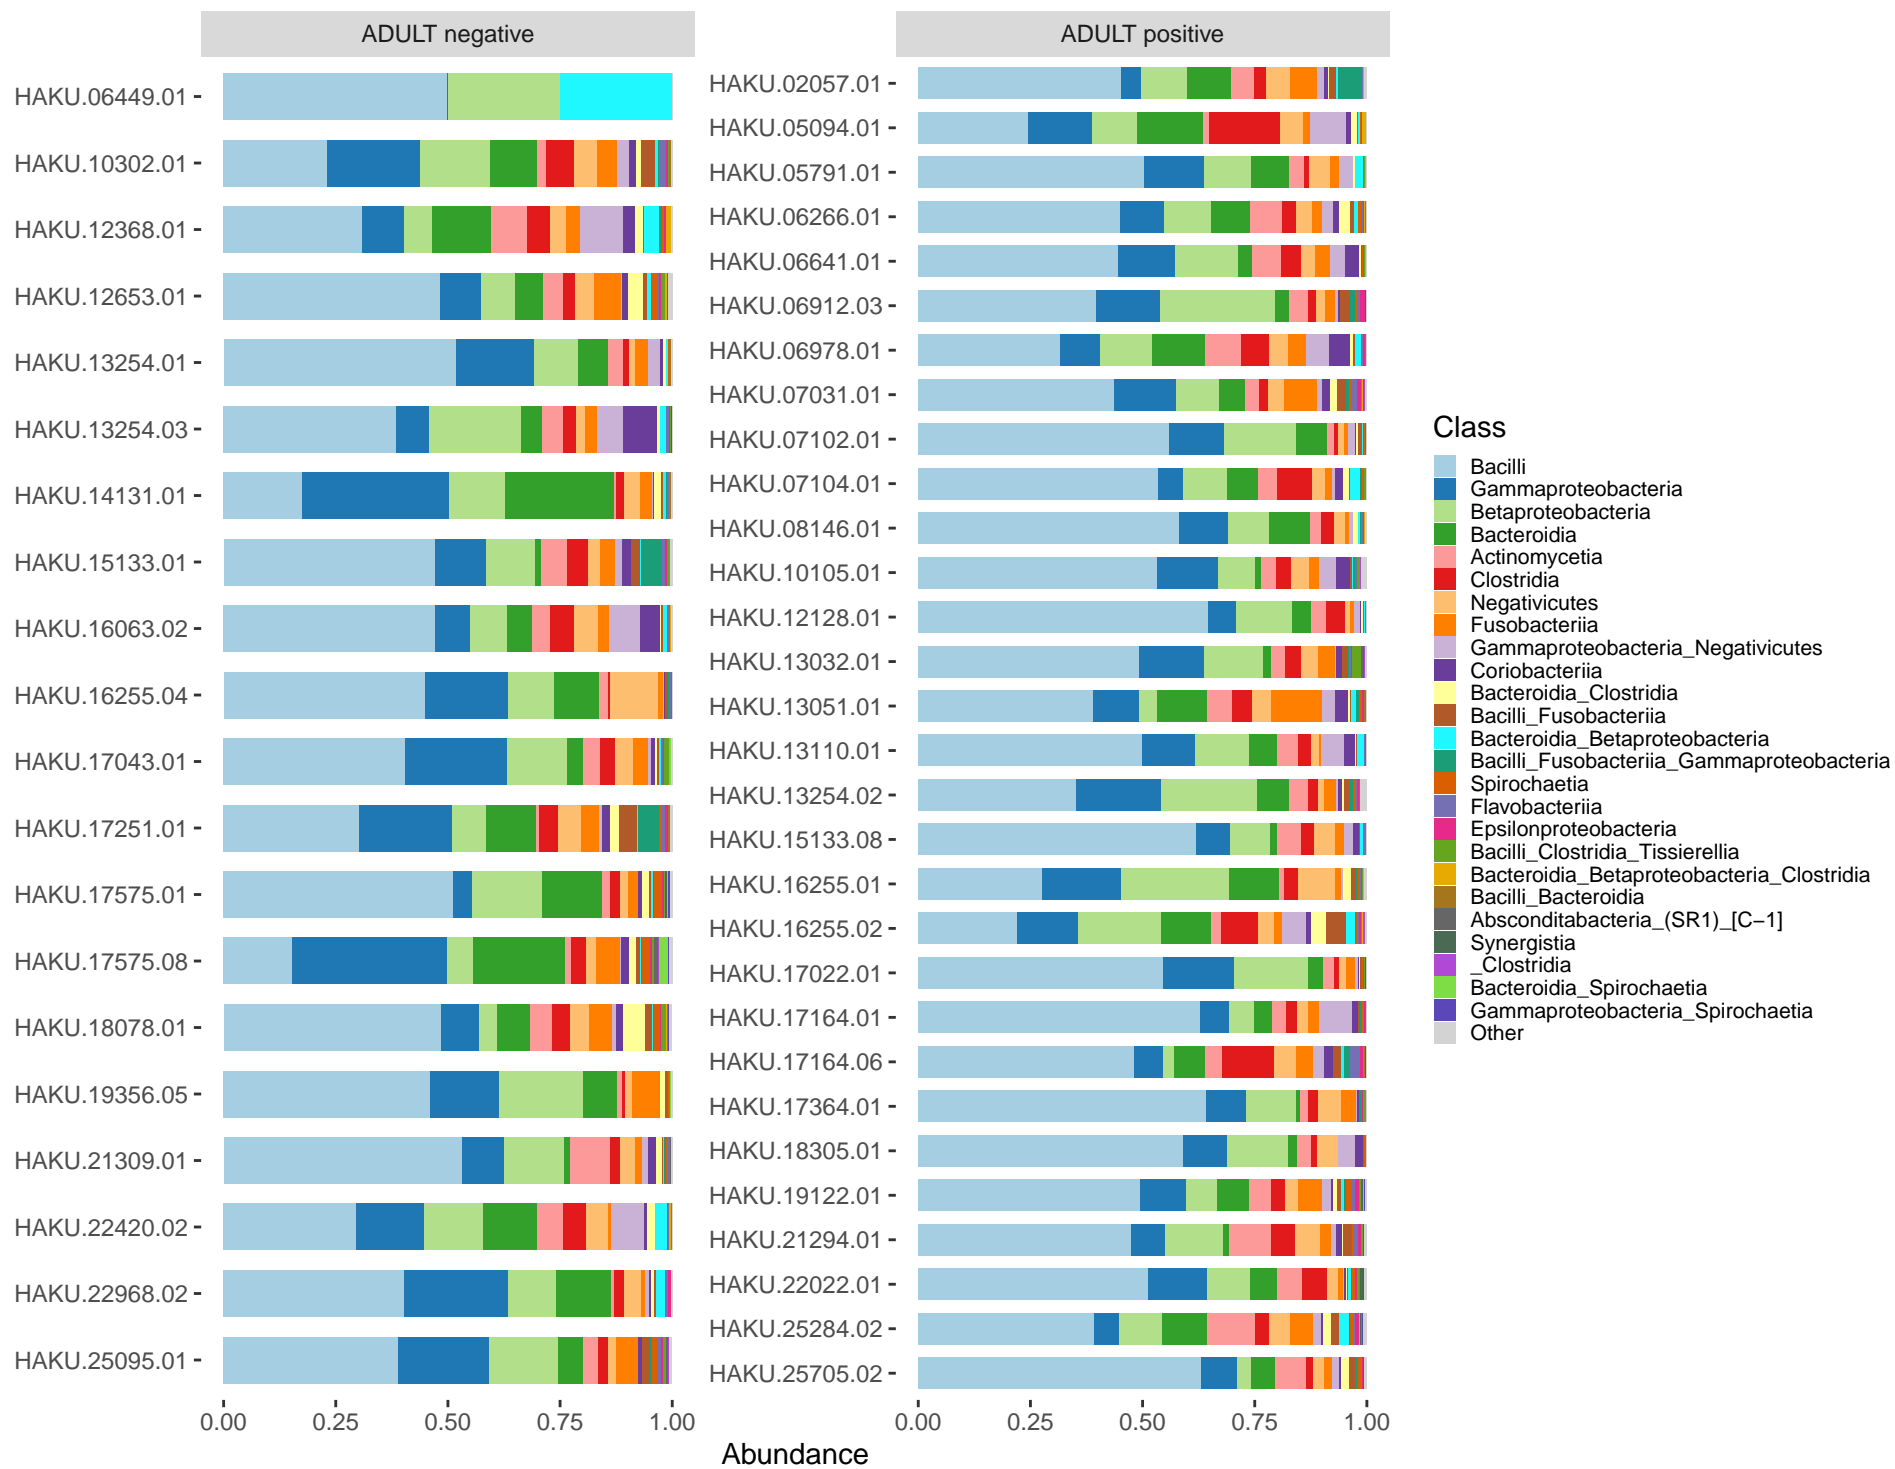 ADULT negative
HAKU.06449.01
HAKU.10302.01
HAKU.12368.01
HAKU.12653.01
HAKU.13254.01
HAKU.13254.03
HAKU.14131.01
HAKU.15133.01
HAKU.16063.02
HAKU.16255.04
HAKU.17043.01
HAKU.17251.01
HAKU.17575.01
HAKU.17575.08
HAKU.18078.01
HAKU.19356.05
HAKU.21309.01
HAKU.22420.02
HAKU.22968.02
HAKU.25095.01
0.00 0.25 0.50 0.75 1.00
ADULT positive
HAKU.02057.01
HAKU.05094.01
HAKU.05791.01
HAKU.06266.01
HAKU.06641.01
HAKU.06912.03
HAKU.06978.01
HAKU.07031.01
HAKU.07102.01
HAKU.07104.01
HAKU.08146.01
HAKU.10105.01
HAKU.12128.01
HAKU.13032.01
HAKU.13051.01
HAKU.13110.01
HAKU.13254.02
HAKU.15133.08
HAKU.16255.01
HAKU.16255.02
HAKU.17022.01
HAKU.17164.01
HAKU.17164.06
HAKU.17364.01
HAKU.18305.01
HAKU.19122.01
HAKU.21294.01
HAKU.22022.01
HAKU.25284.02
HAKU.25705.02
0.00 0.25 0.50 0.75 1.00
Abundance
Class
Bacilli
Gammaproteobacteria
Betaproteobacteria
Bacteroidia
Actinomycetia
Clostridia
Negativicutes
Fusobacteriia
Gammaproteobacteria_Negativicutes
Coriobacteriia
Bacteroidia_Clostridia
Bacilli_Fusobacteriia
Bacteroidia_Betaproteobacteria
Bacilli_Fusobacteriia_Gammaproteobacteria
Spirochaetia
Flavobacteriia
Epsilonproteobacteria
Bacilli_Clostridia_Tissierellia
Bacteroidia_Betaproteobacteria_Clostridia
Bacilli_Bacteroidia
Absconditabacteria_(SR1)_[C−1]
Synergistia
_Clostridia
Bacteroidia_Spirochaetia
Gammaproteobacteria_Spirochaetia
Other